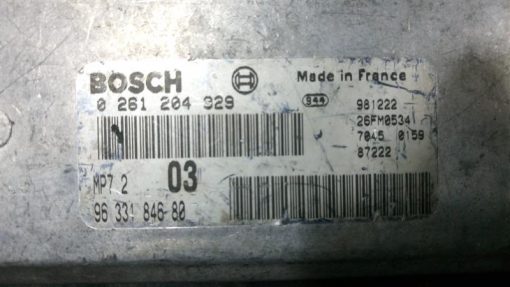 BOSCH Made in France
0 261 204 929
944 981222
26FM0534
7045 0159
87222
MP7 2 03
96 331 846 80